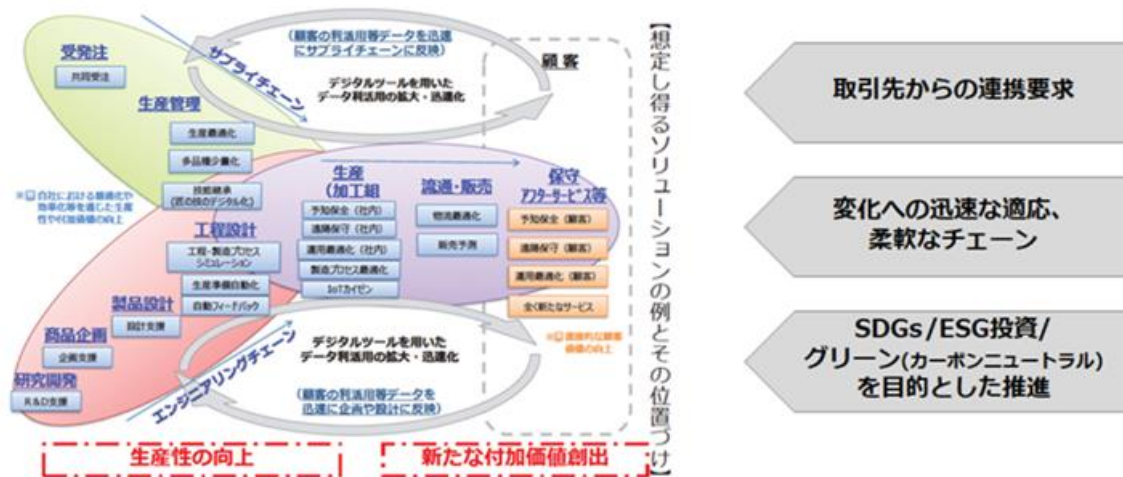 受発注
共同受注
生産管理
生産最適化
多品種少量化
技能継承
(匠の技のデジタル化)
サプライチェーン
(顧客の利活用等データを迅速
にサプライチェーンに反映)
デジタルツールを用いた
データ利活用の拡大・迅速化
顧客
自社における最適化や
効率化等を通した生産
性や付加価値の向上
生産
(加工組
予知保全(社内)
遠隔保守(社内)
運用最適化(社内)
製造プロセス最適化
IoTカイゼン
流通・販売
物流最適化
販売予測
保守
アフターサービス等
予知保全(顧客)
遠隔保守(顧客)
運用最適化(顧客)
全く新たなサービス
直接的な顧客
価値の向上
工程設計
工程-製造プロセス
シミュレーション
生産準備自動化
自動フィードバック
製品設計
設計支援
商品企画
企画支援
研究開発
R&D支援
エンジニアリングチェーン
デジタルツールを用いた
データ利活用の拡大・迅速化
(顧客の利活用等データを
迅速に企画や設計に反映)
生産性の向上
新たな付加価値創出
【想定し得るソリューションの例とその位置づけ】
取引先からの連携要求
変化への迅速な適応、
柔軟なチェーン
SDGs/ESG投資/
グリーン(カーボンニュートラル)
を目的とした推進